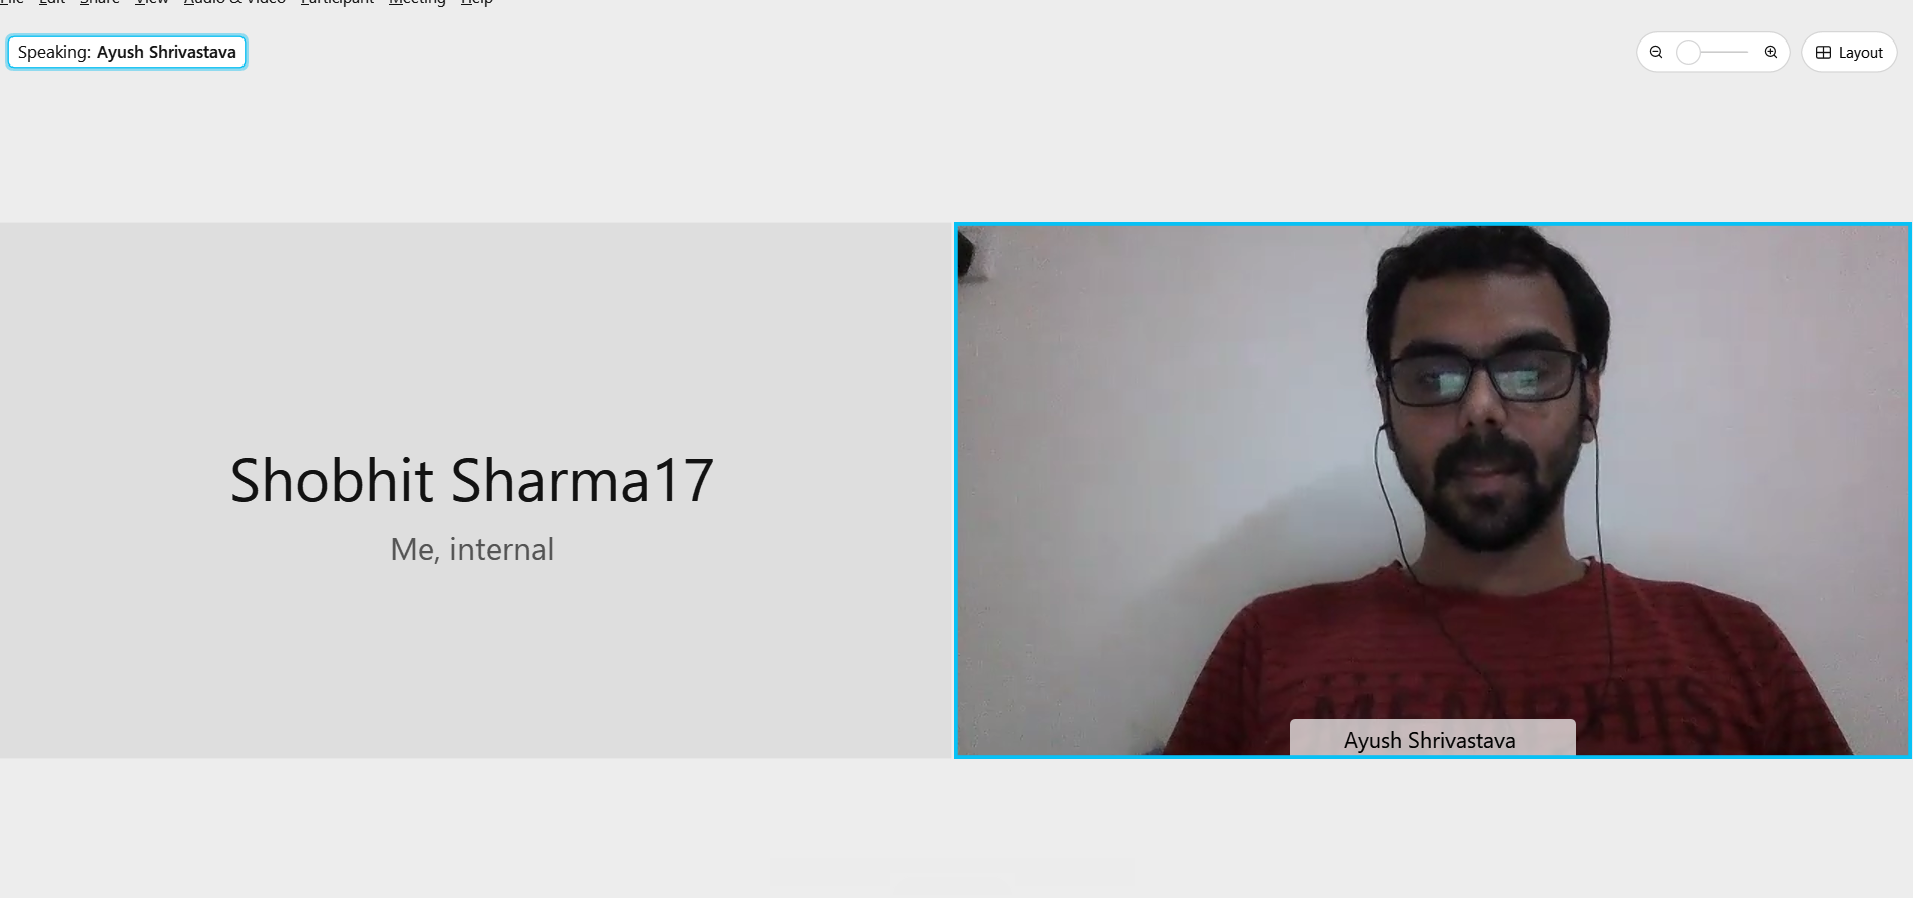 File Edit Share View Audio & Video Participant Meeting Help
Speaking: Ayush Shrivastava
Layout
Shobhit Sharma17
Me, internal
MEMPHIS
Ayush Shrivastava